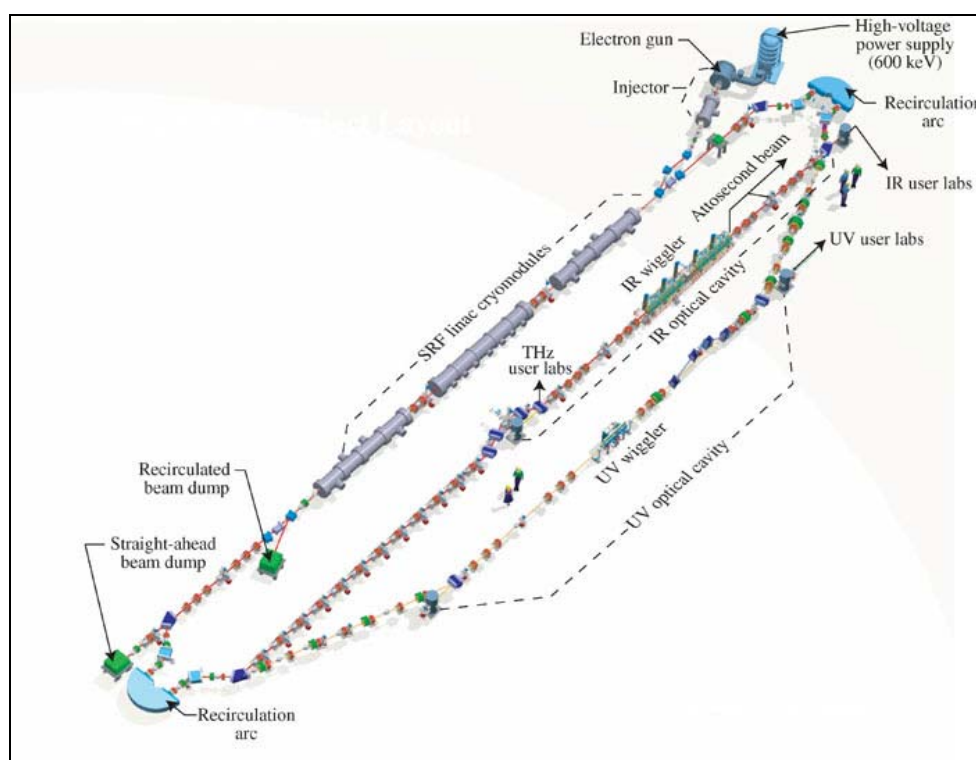 High-voltage
power supply
(600 keV)
Electron gun
Injector
Recirculation
arc
Attosecond beam
IR user labs
UV user labs
IR wiggler
IR optical cavity
SRF linac cryomodules
THz
user labs
UV wiggler
UV optical cavity
Recirculated
beam dump
Straight-ahead
beam dump
Recirculation
arc
Layout